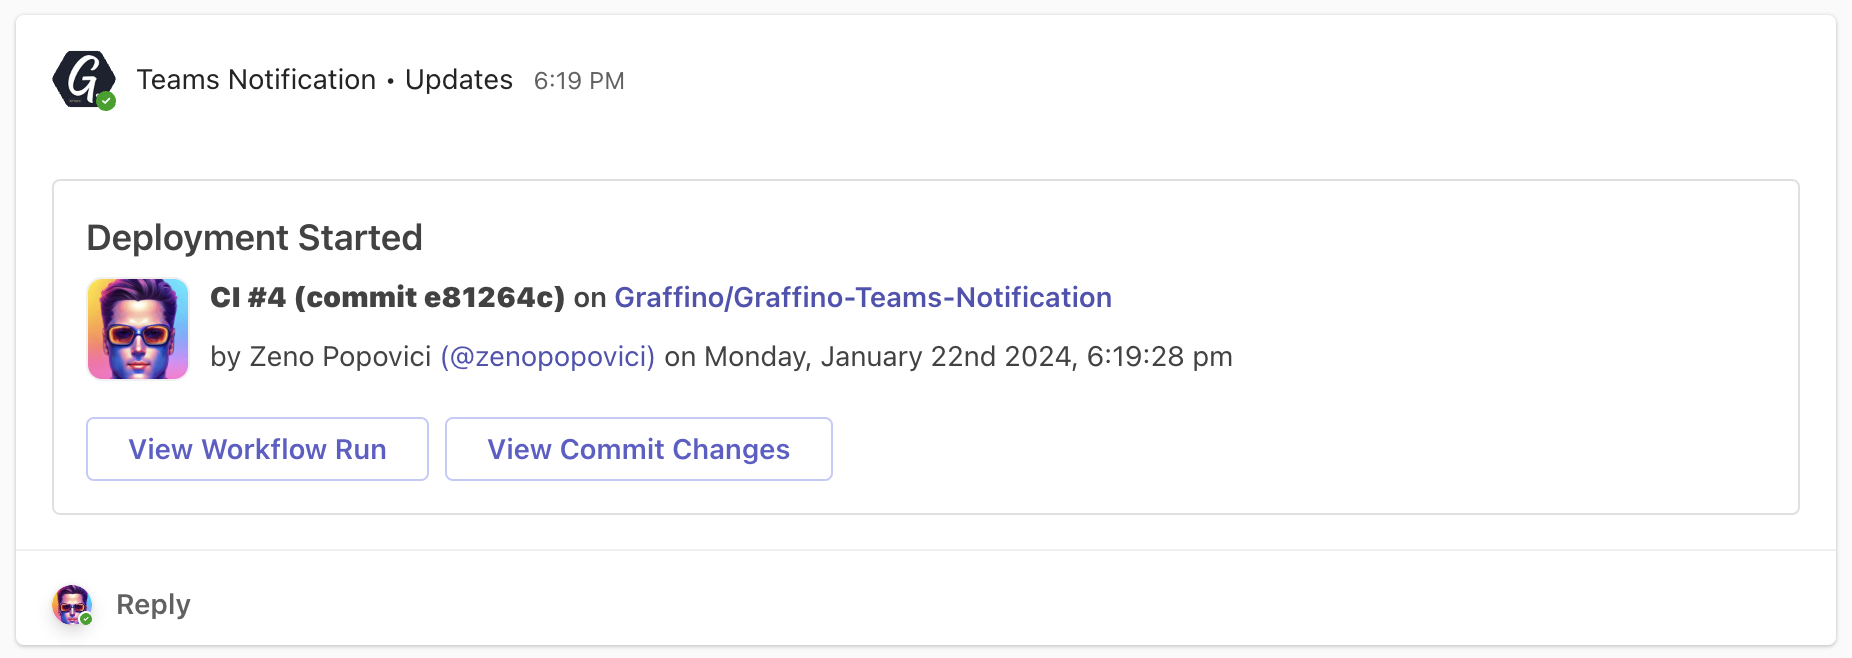 Teams Notification • Updates 6:19 PM
Deployment Started
CI #4 (commit e81264c) on Graffino/Graffino-Teams-Notification
by Zeno Popovici (@zenopopovici) on Monday, January 22nd 2024, 6:19:28 pm
View Workflow Run View Commit Changes
Reply